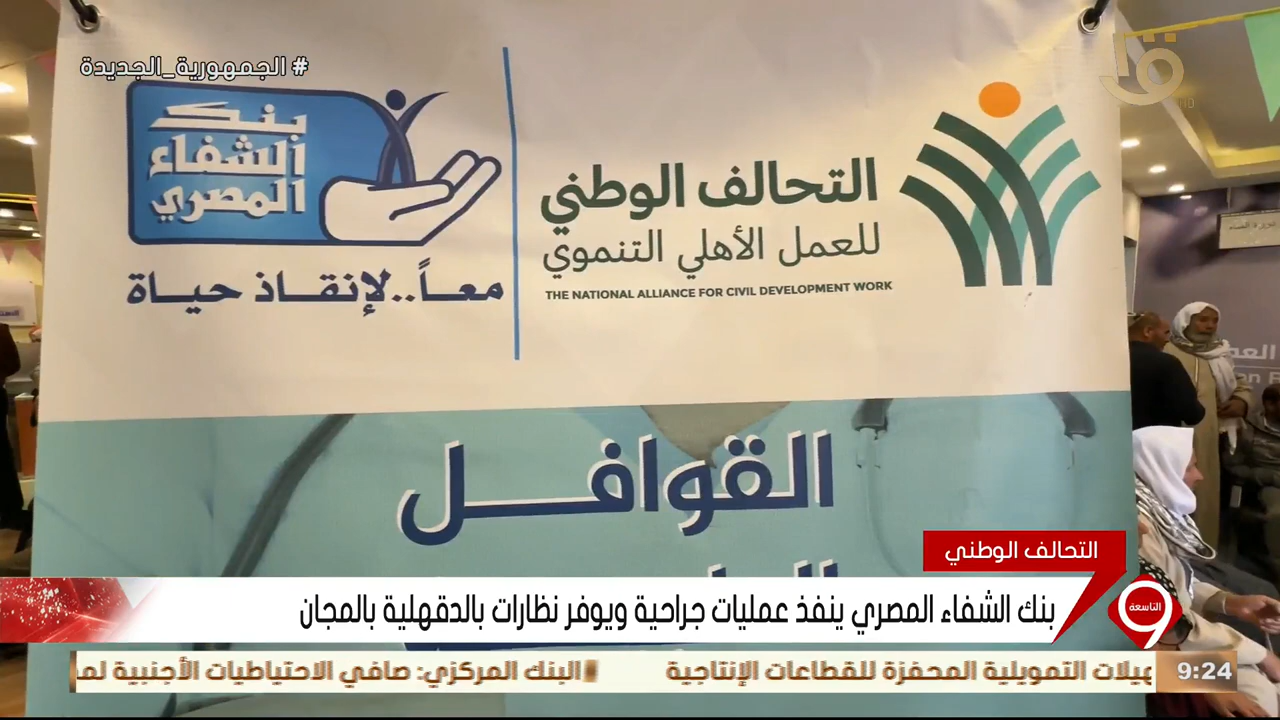 #الجمهورية_الجديدة
بنك
الشفاء
المصري
معاً..لإنقاذ حياة
التحالف الوطني
للعمل الأهلي التنموي
THE NATIONAL ALLIANCE FOR CIVIL DEVELOPMENT WORK
القوافل
التحالف الوطني
بنك الشفاء المصري ينفذ عمليات جراحية ويوفر نظارات بالدقهلية بالمجان
التاسعة
9
التمويلية المحفزة للقطاعات الإنتاجية
البنك المركزي: صافي الاحتياطيات الأجنبية
9:24